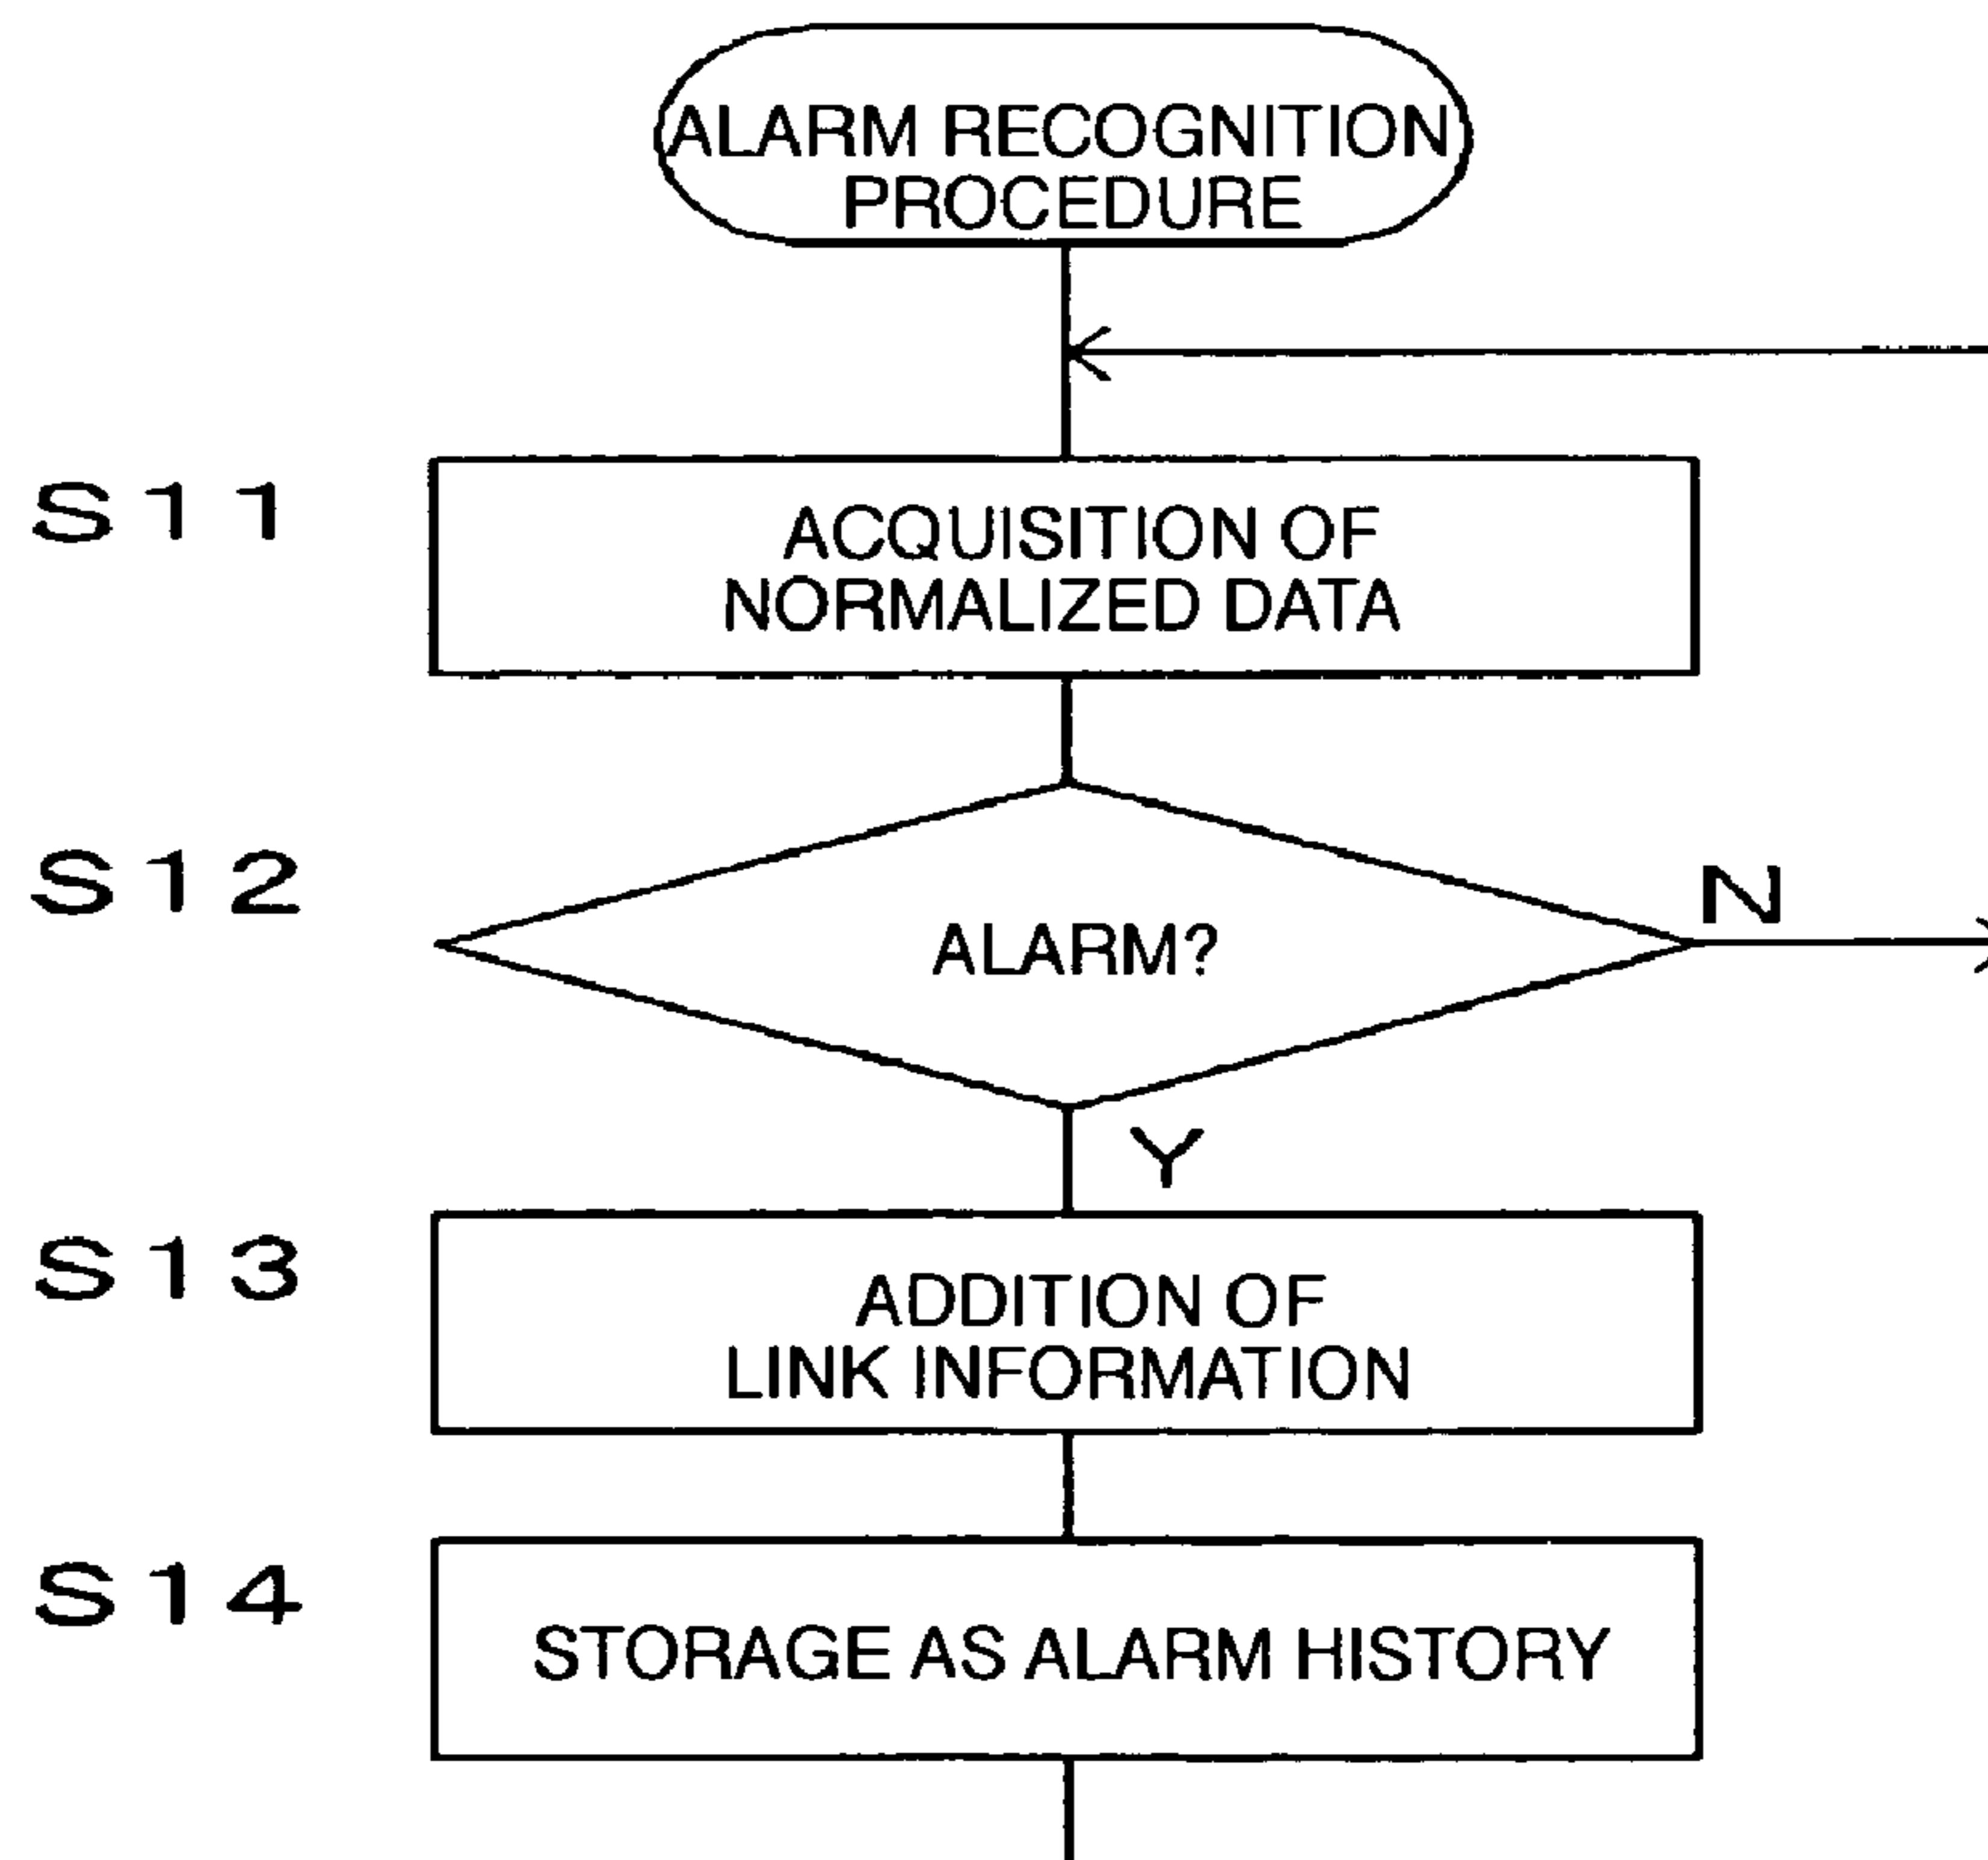 ALARM RECOGNITION
PROCEDURE
S11
ACQUISITION OF
NORMALIZED DATA
S12
ALARM?
N
Y
S13
ADDITION OF
LINK INFORMATION
S14
STORAGE AS ALARM HISTORY